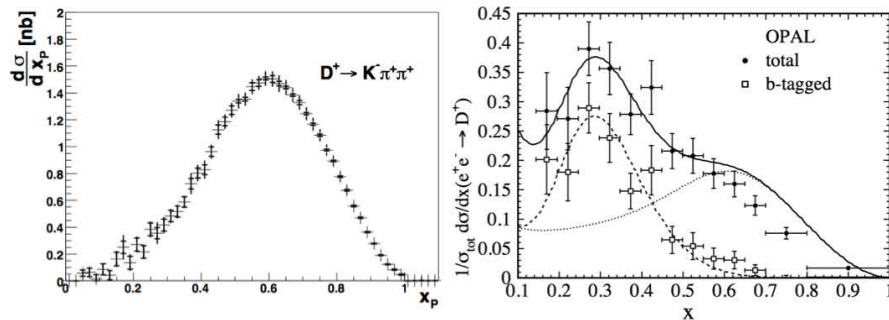 dσ/d x_P [nb]
2
1.8
1.6
1.4
1.2
1
0.8
0.6
0.4
0.2
0
D⁺→ K⁻π⁺π⁺
0 0.2 0.4 0.6 0.8 1
x_P
1/σ_tot dσ/dx(e⁺e⁻ → D⁺)
0.45
0.4
0.35
0.3
0.25
0.2
0.15
0.1
0.05
0
OPAL
total
b-tagged
0.1 0.2 0.3 0.4 0.5 0.6 0.7 0.8 0.9 1
x